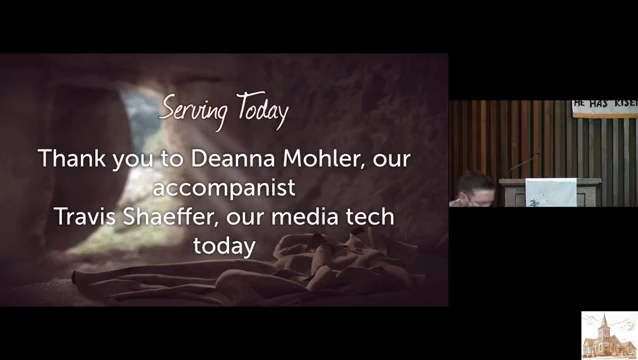 Serving Today
Thank you to Deanna Mohler, our
accompanist
Travis Shaeffer, our media tech
today
HE HAS RISEN